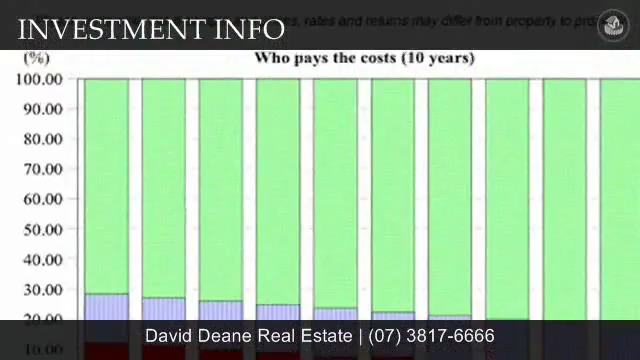 es, rates and returns may differ from property to prop
INVESTMENT INFO
(%)
Who pays the costs (10 years)
100.00
90.00
80.00
70.00
60.00
50.00
40.00
30.00
20.00
10.00
David Deane Real Estate | (07) 3817-6666